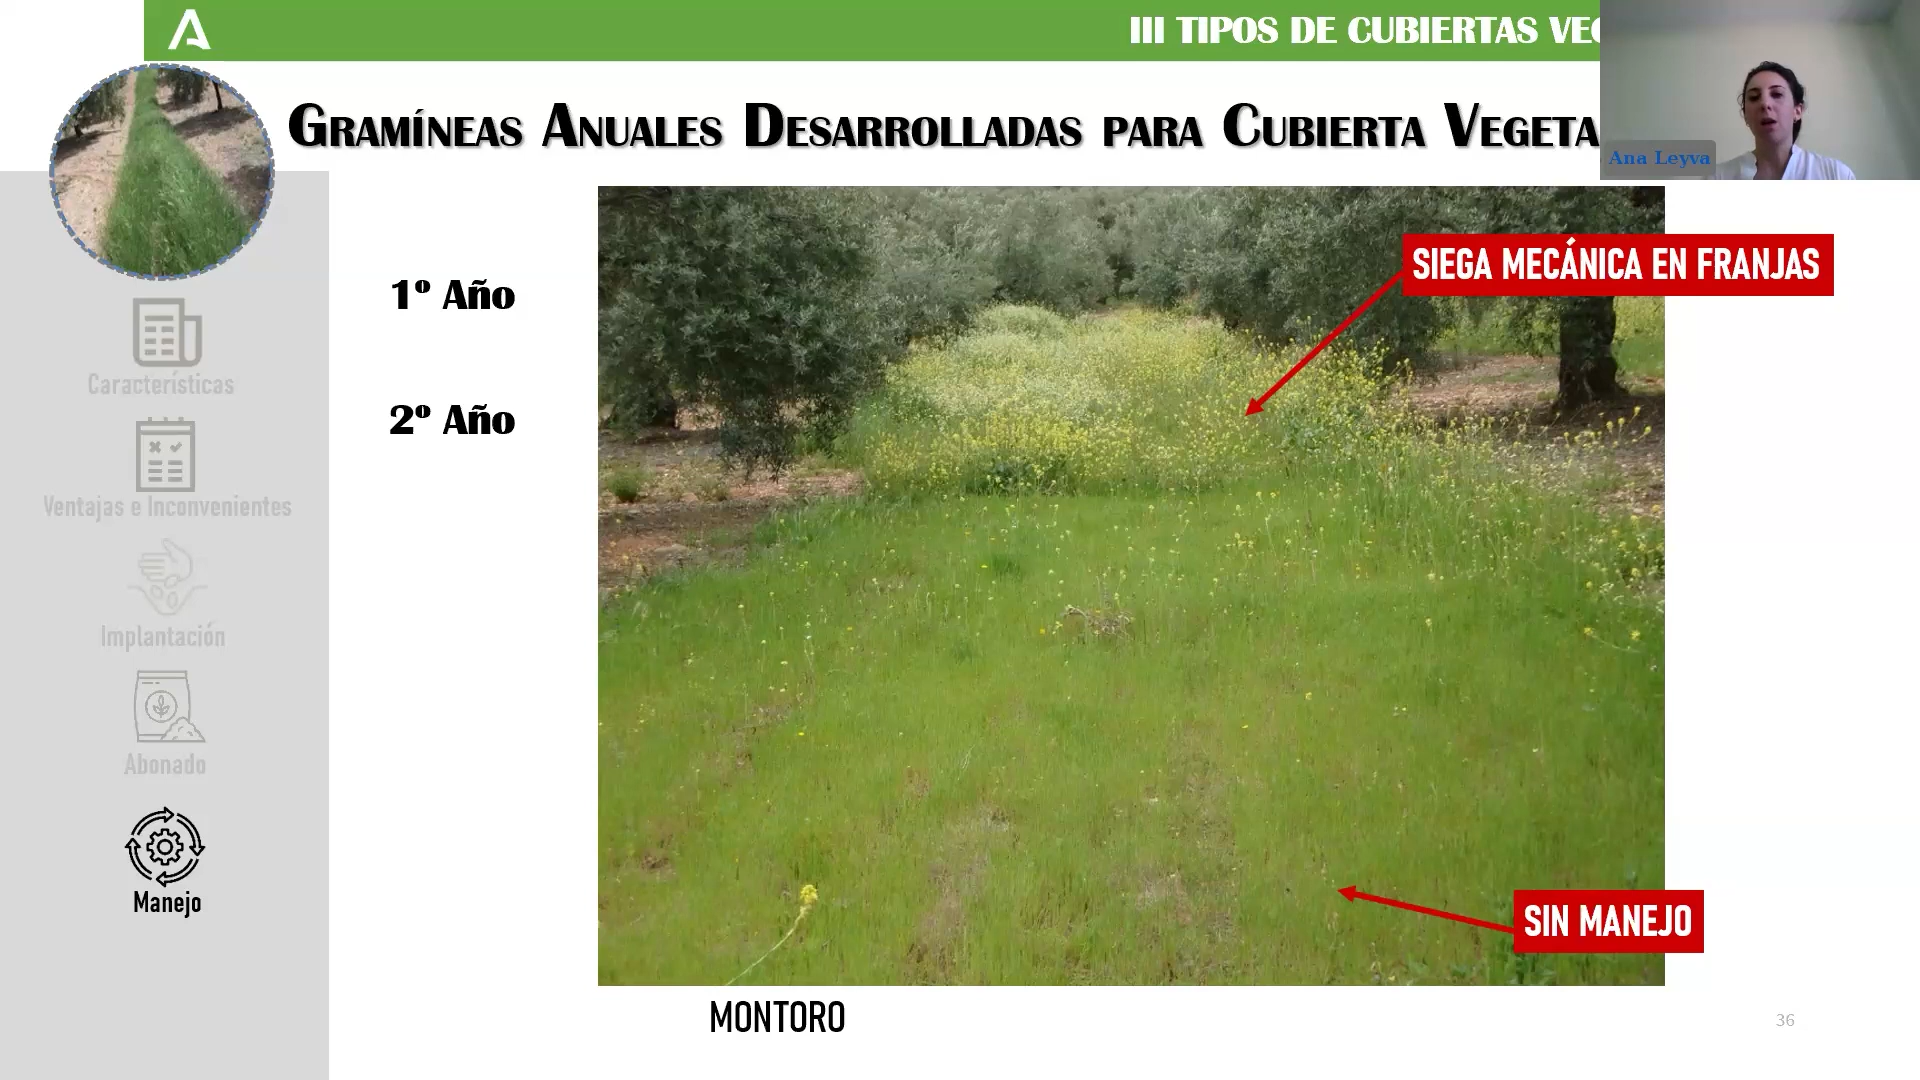 III TIPOS DE CUBIERTAS VEG
Gramíneas Anuales Desarrolladas para Cubierta Vegeta
Ana Leyva
SIEGA MECÁNICA EN FRANJAS
1º Año
2º Año
Características
Ventajas e Inconvenientes
Implantación
Abonado
Manejo
SIN MANEJO
MONTORO
36